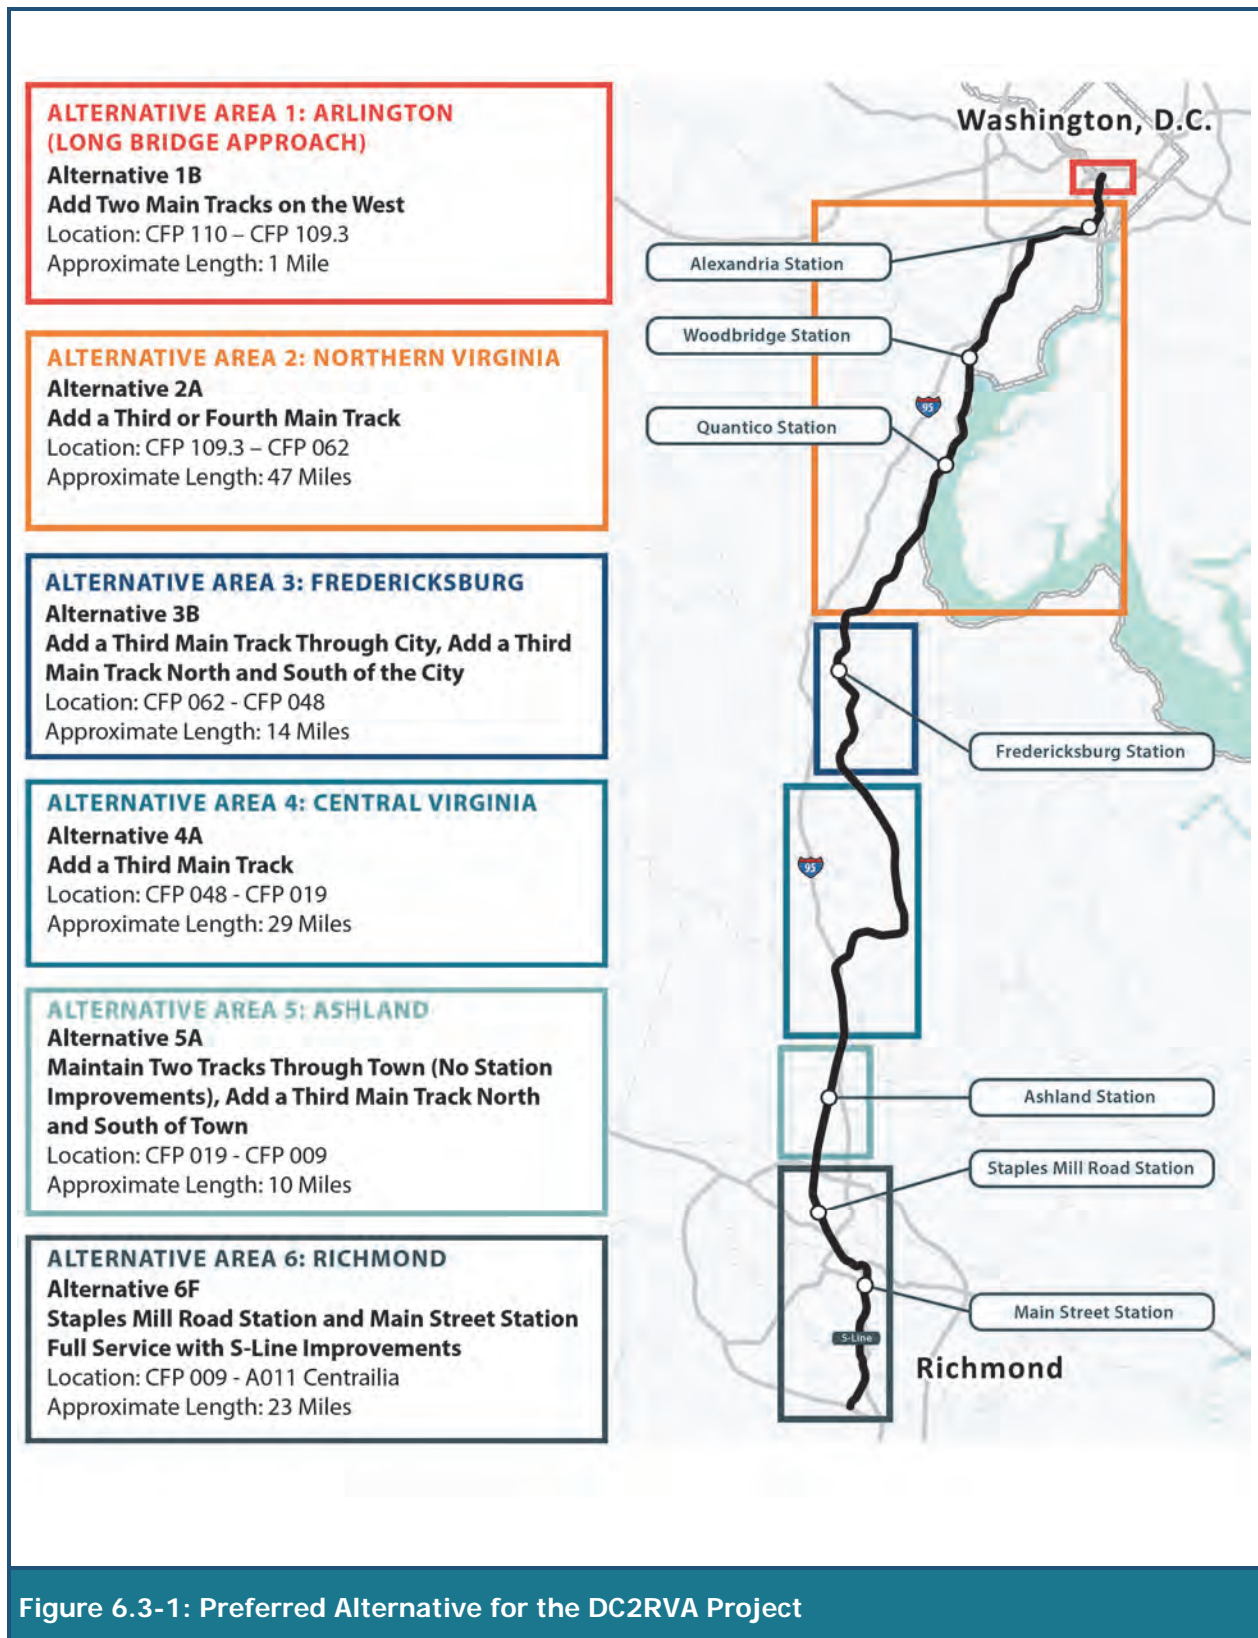 ALTERNATIVE AREA 1: ARLINGTON
(LONG BRIDGE APPROACH)
Alternative 1B
Add Two Main Tracks on the West
Location: CFP 110 – CFP 109.3
Approximate Length: 1 Mile
ALTERNATIVE AREA 2: NORTHERN VIRGINIA
Alternative 2A
Add a Third or Fourth Main Track
Location: CFP 109.3 – CFP 062
Approximate Length: 47 Miles
ALTERNATIVE AREA 3: FREDERICKSBURG
Alternative 3B
Add a Third Main Track Through City, Add a Third
Main Track North and South of the City
Location: CFP 062 - CFP 048
Approximate Length: 14 Miles
ALTERNATIVE AREA 4: CENTRAL VIRGINIA
Alternative 4A
Add a Third Main Track
Location: CFP 048 - CFP 019
Approximate Length: 29 Miles
ALTERNATIVE AREA 5: ASHLAND
Alternative 5A
Maintain Two Tracks Through Town (No Station
Improvements), Add a Third Main Track North
and South of Town
Location: CFP 019 - CFP 009
Approximate Length: 10 Miles
ALTERNATIVE AREA 6: RICHMOND
Alternative 6F
Staples Mill Road Station and Main Street Station
Full Service with S-Line Improvements
Location: CFP 009 - A011 Centrailia
Approximate Length: 23 Miles
Washington, D.C.
Alexandria Station
Woodbridge Station
95
Quantico Station
Fredericksburg Station
95
Ashland Station
Staples Mill Road Station
Main Street Station
S-Line
Richmond
Figure 6.3-1: Preferred Alternative for the DC2RVA Project